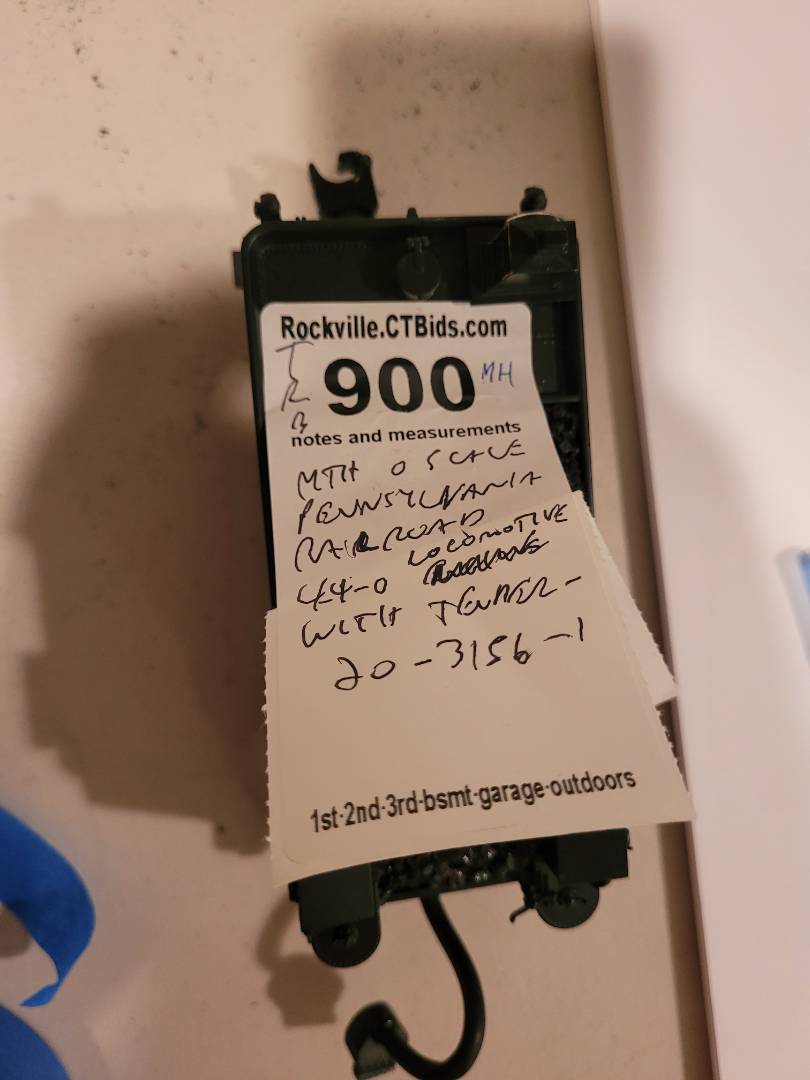 Rockville.CTBids.com
TRB
900 MH
notes and measurements
MTH O SCALE
PENNSYLVANIA
RAILROAD
4-4-0 LOCOMOTIVE
WITH TENDER-
20-3156-1
1st-2nd-3rd-bsmt-garage-outdoors